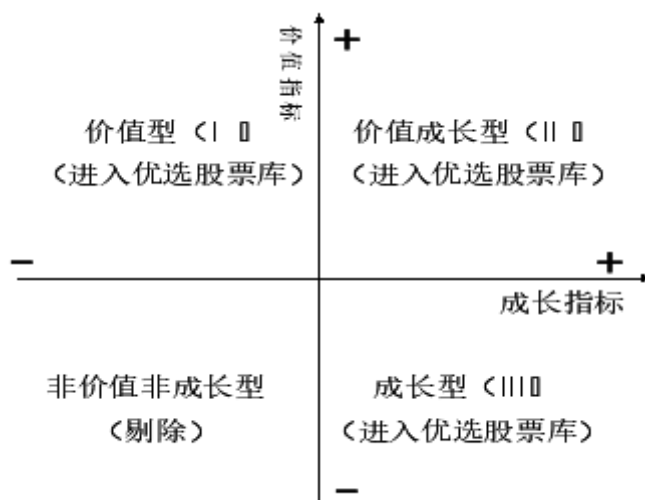 价值指标
+
价值型（I ▯
（进入优选股票库）
价值成长型（II ▯
（进入优选股票库）
−
+
成长指标
非价值非成长型
（剔除）
成长型（III▯
（进入优选股票库）
−